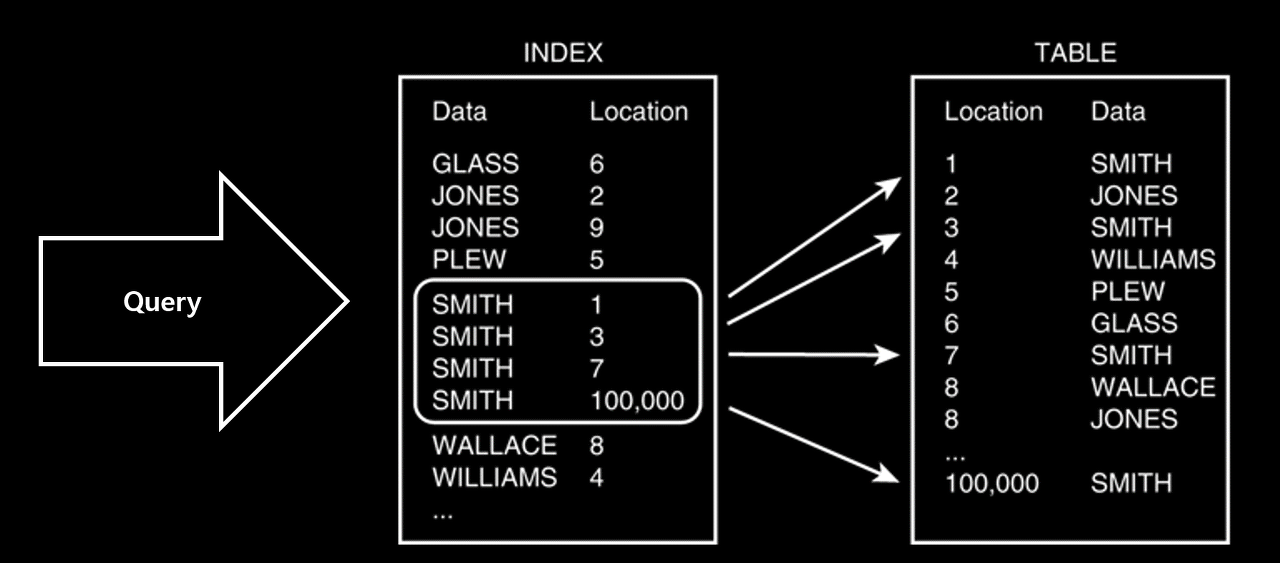 Query
INDEX
Data Location
GLASS 6
JONES 2
JONES 9
PLEW 5
SMITH 1
SMITH 3
SMITH 7
SMITH 100,000
WALLACE 8
WILLIAMS 4
...
TABLE
Location Data
1 SMITH
2 JONES
3 SMITH
4 WILLIAMS
5 PLEW
6 GLASS
7 SMITH
8 WALLACE
8 JONES
...
100,000 SMITH